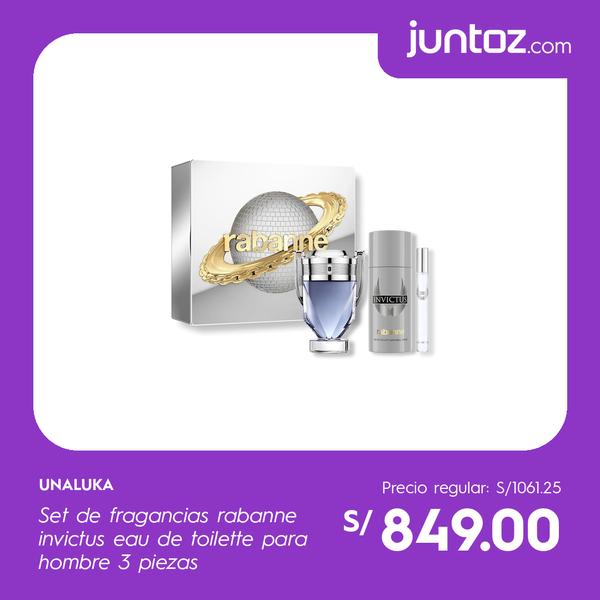 juntoz.com
rabanne
INVICTUS
rabanne
UNALUKA
Set de fragancias rabanne
invictus eau de toilette para
hombre 3 piezas
Precio regular: S/1061.25
S/ 849.00